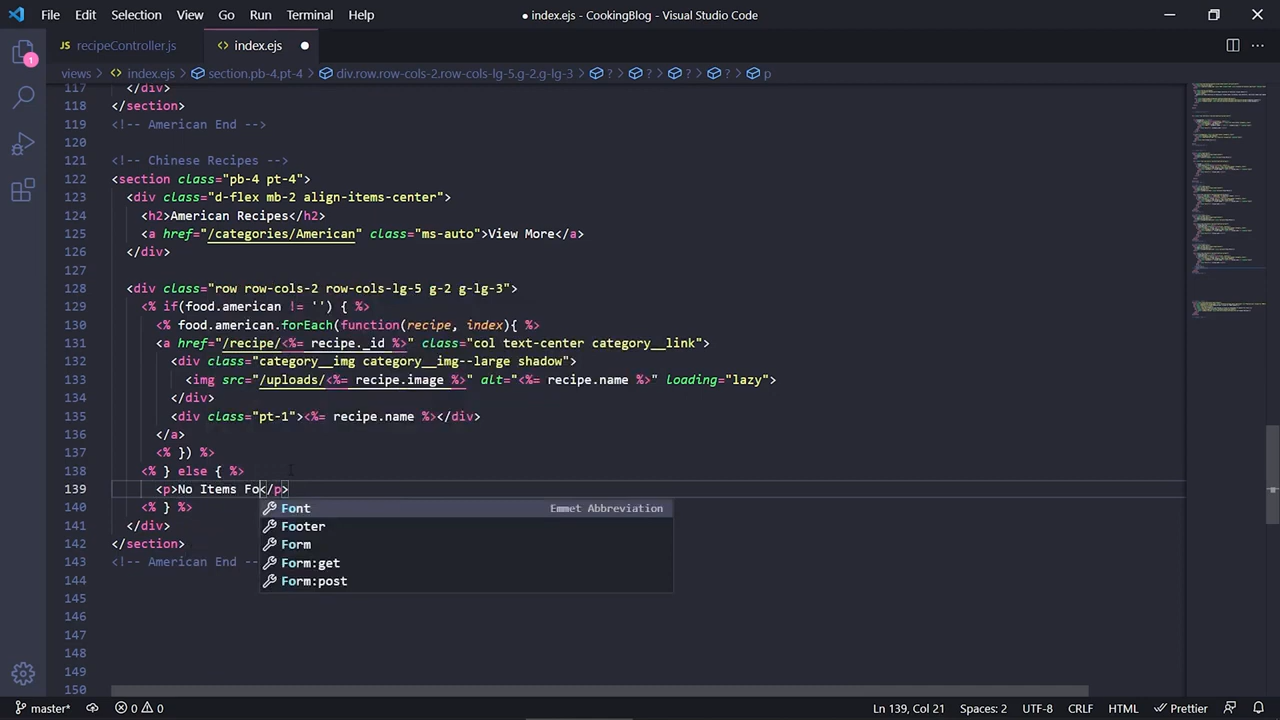 File Edit Selection View Go Run Terminal Help
● index.ejs - CookingBlog - Visual Studio Code
1
JS recipeController.js
<> index.ejs ●
views > index.ejs > section.pb-4.pt-4 > div.row.row-cols-2.row-cols-lg-5.g-2.g-lg-3 > ? > ? > ? > ? > p
117 </div>
118 </section>
119 <!-- American End -->
120
121 <!-- Chinese Recipes -->
122 <section class="pb-4 pt-4">
123 <div class="d-flex mb-2 align-items-center">
124 <h2>American Recipes</h2>
125 <a href="/categories/American" class="ms-auto">View More</a>
126 </div>
127
128 <div class="row row-cols-2 row-cols-lg-5 g-2 g-lg-3">
129 <% if(food.american != '') { %>
130 <% food.american.forEach(function(recipe, index){ %>
131 <a href="/recipe/<%= recipe._id %>" class="col text-center category__link">
132 <div class="category__img category__img--large shadow">
133 <img src="/uploads/<%= recipe.image %>" alt="<%= recipe.name %>" loading="lazy">
134 </div>
135 <div class="pt-1"><%= recipe.name %></div>
136 </a>
137 <% }) %>
138 <% } else { %>
139 <p>No Items Fo</p>
140 <% } %>
Font Emmet Abbreviation
141 </div>
Footer
142 </section>
Form
143 <!-- American End --
Form:get
144
Form:post
145
146
147
148
149
150
master* 0 0 Ln 139, Col 21 Spaces: 2 UTF-8 CRLF HTML Prettier